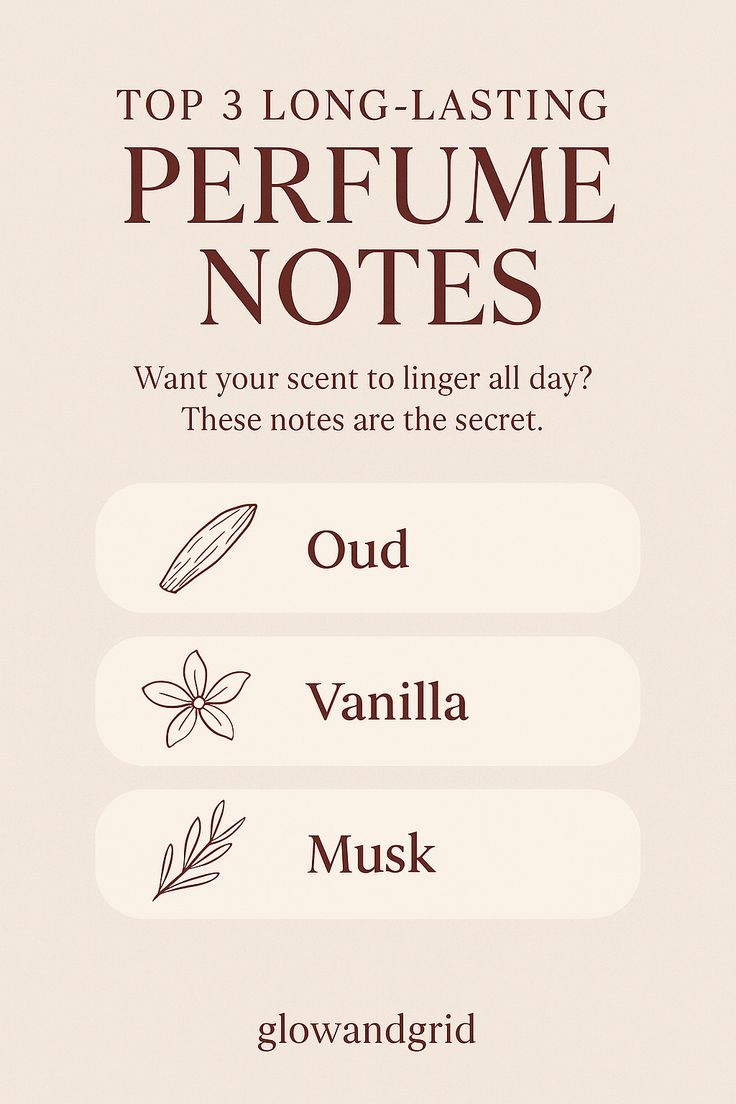 TOP 3 LONG-LASTING
PERFUME
NOTES
Want your scent to linger all day?
These notes are the secret.
Oud
Vanilla
Musk
glowandgrid